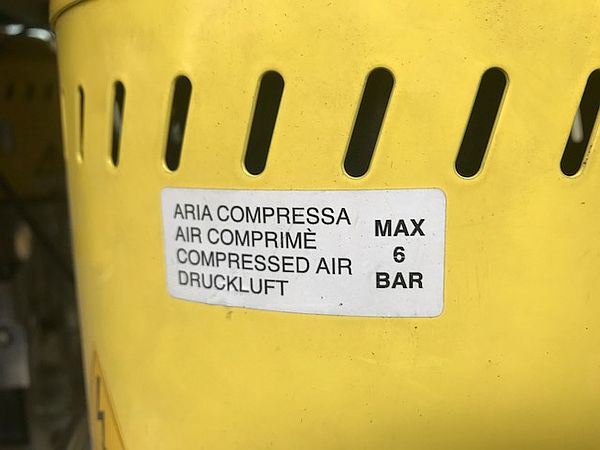 ARIA COMPRESSA
AIR COMPRIMÈ
COMPRESSED AIR
DRUCKLUFT
MAX
6
BAR